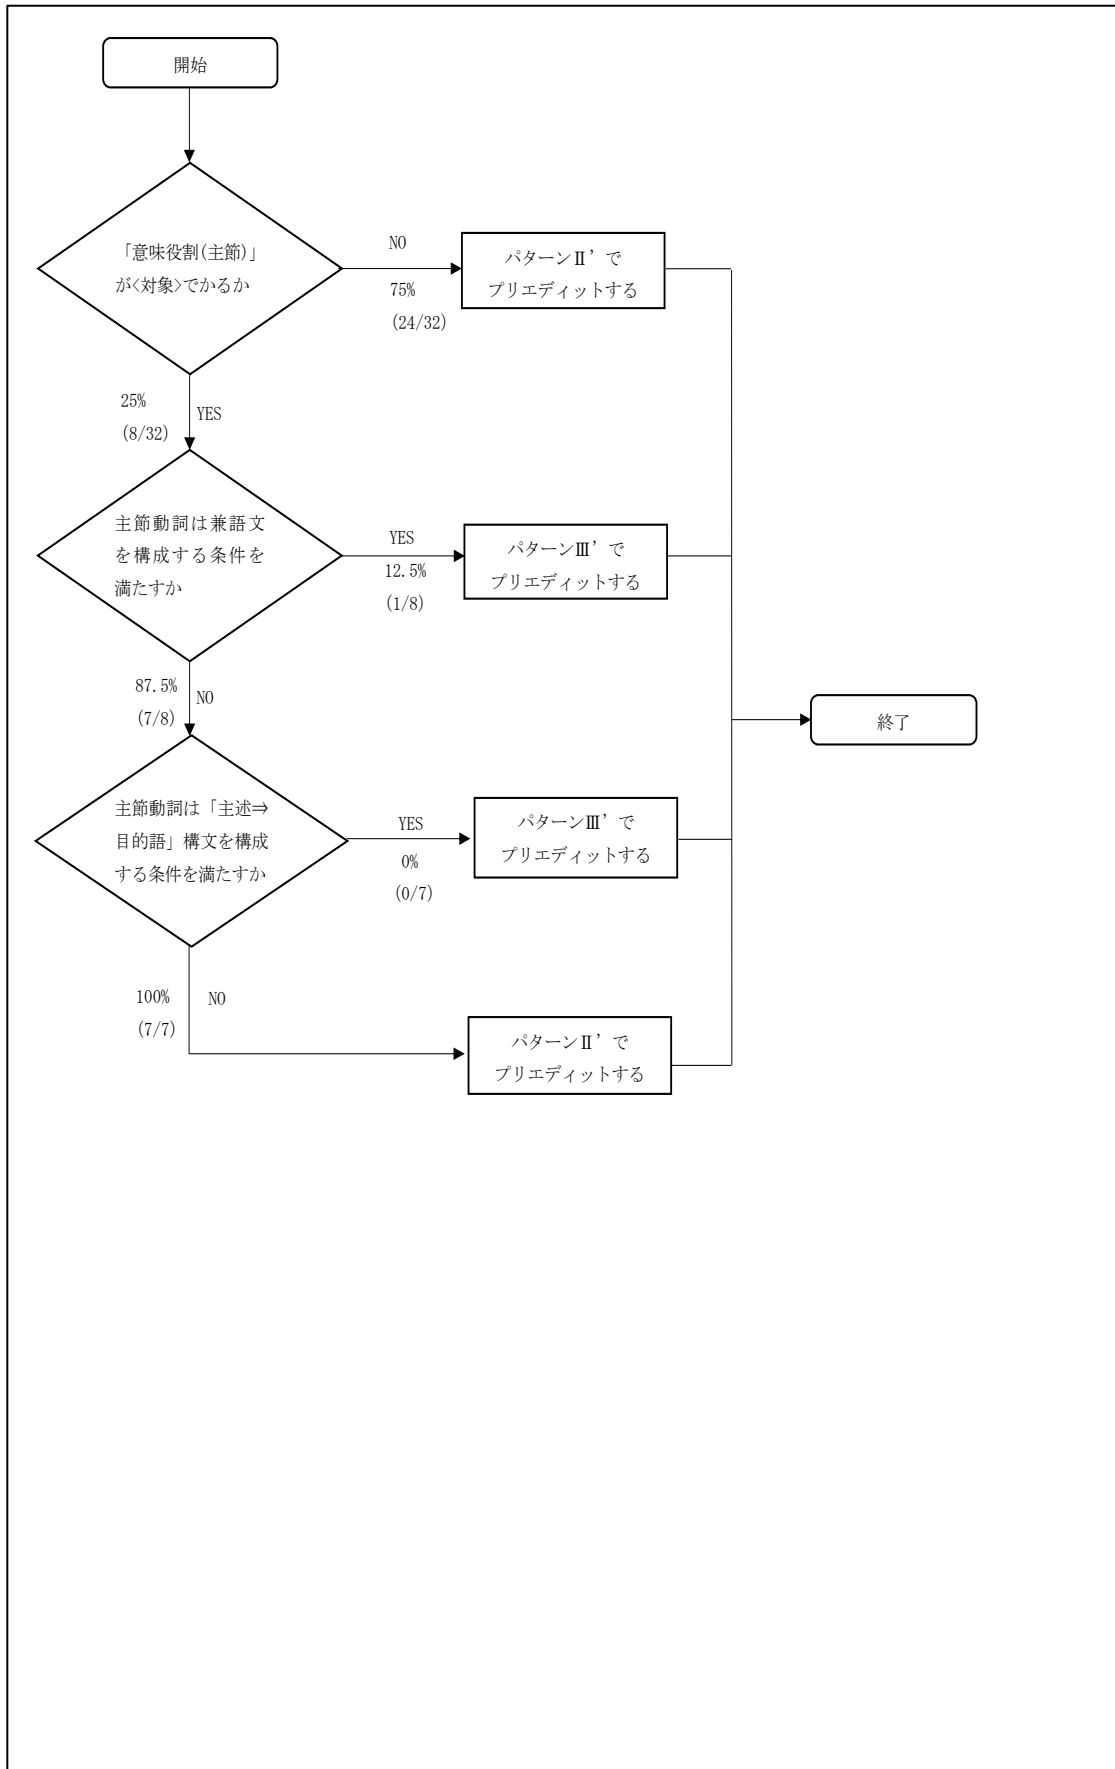 開始
「意味役割(主節)」
が<対象>でかるか
NO
75%
(24/32)
パターンⅡ’で
プリエディットする
25%
(8/32)
YES
主節動詞は兼語文
を構成する条件を
満たすか
YES
12.5%
(1/8)
パターンⅢ’で
プリエディットする
87.5%
(7/8)
NO
終了
主節動詞は「主述⇒
目的語」構文を構成
する条件を満たすか
YES
0%
(0/7)
パターンⅢ’で
プリエディットする
100%
(7/7)
NO
パターンⅡ’で
プリエディットする